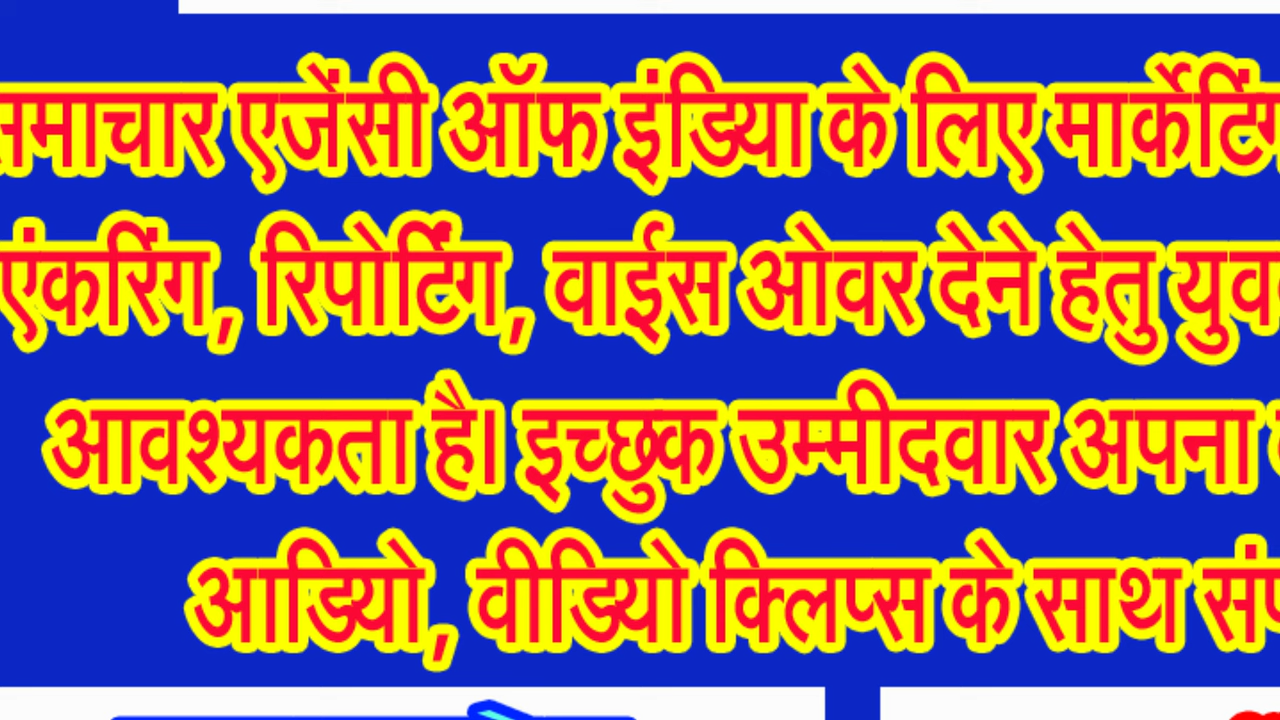 समाचार एजेंसी ऑफ इंडिया के लिए मार्केटिंग
एंकरिंग, रिपोर्टिंग, वाईस ओवर देने हेतु युव
आवश्यकता है। इच्छुक उम्मीदवार अपना
आडियो, वीडियो क्लिप्स के साथ संप